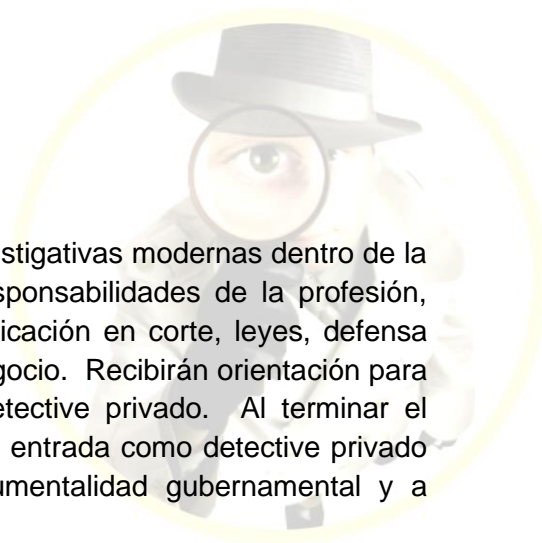 stigativas modernas dentro de la
sponsabilidades de la profesión,
icación en corte, leyes, defensa
gocio. Recibirán orientación para
etective privado. Al terminar el
entrada como detective privado
umentalidad gubernamental y a